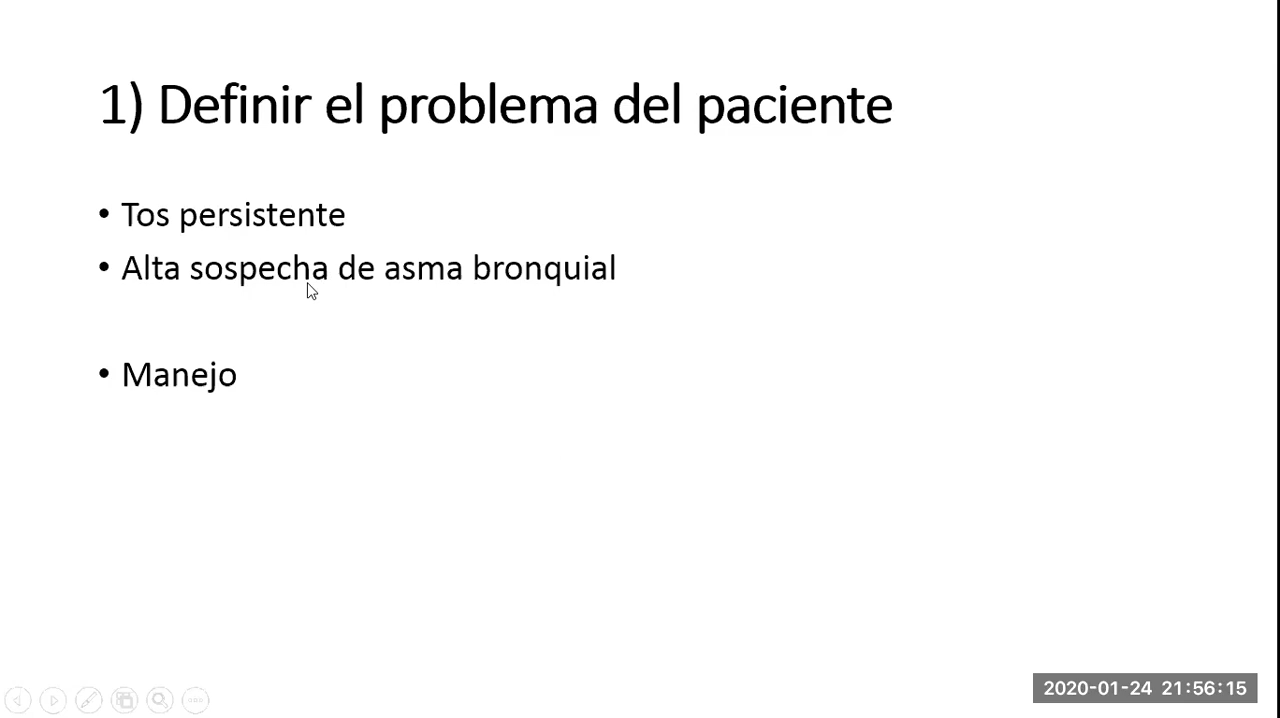 1) Definir el problema del paciente
• Tos persistente
• Alta sospecha de asma bronquial
• Manejo
2020-01-24 21:56:15